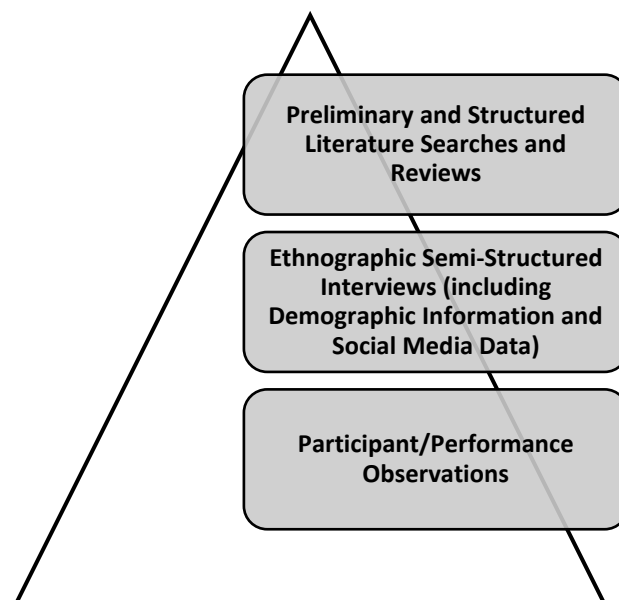 Preliminary and Structured
Literature Searches and
Reviews
Ethnographic Semi-Structured
Interviews (including
Demographic Information and
Social Media Data)
Participant/Performance
Observations